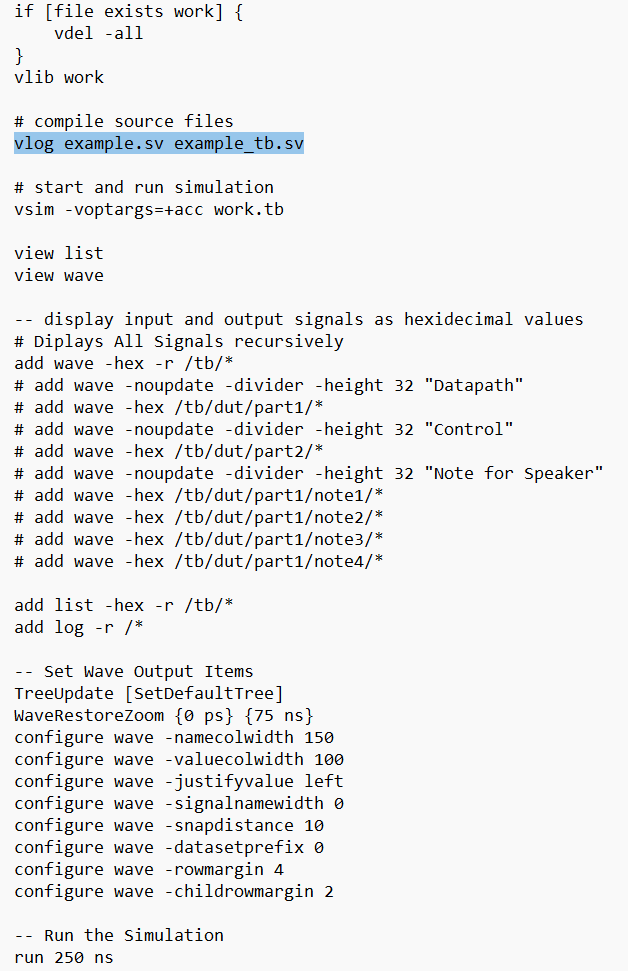 if [file exists work] {
    vdel -all
}
vlib work

# compile source files
vlog example.sv example_tb.sv

# start and run simulation
vsim -voptargs=+acc work.tb

view list
view wave

-- display input and output signals as hexidecimal values
# Diplays All Signals recursively
add wave -hex -r /tb/*
# add wave -noupdate -divider -height 32 "Datapath"
# add wave -hex /tb/dut/part1/*
# add wave -noupdate -divider -height 32 "Control"
# add wave -hex /tb/dut/part2/*
# add wave -noupdate -divider -height 32 "Note for Speaker"
# add wave -hex /tb/dut/part1/note1/*
# add wave -hex /tb/dut/part1/note2/*
# add wave -hex /tb/dut/part1/note3/*
# add wave -hex /tb/dut/part1/note4/*

add list -hex -r /tb/*
add log -r /*

-- Set Wave Output Items
TreeUpdate [SetDefaultTree]
WaveRestoreZoom {0 ps} {75 ns}
configure wave -namecolwidth 150
configure wave -valuecolwidth 100
configure wave -justifyvalue left
configure wave -signalnamewidth 0
configure wave -snapdistance 10
configure wave -datasetprefix 0
configure wave -rowmargin 4
configure wave -childrowmargin 2

-- Run the Simulation
run 250 ns